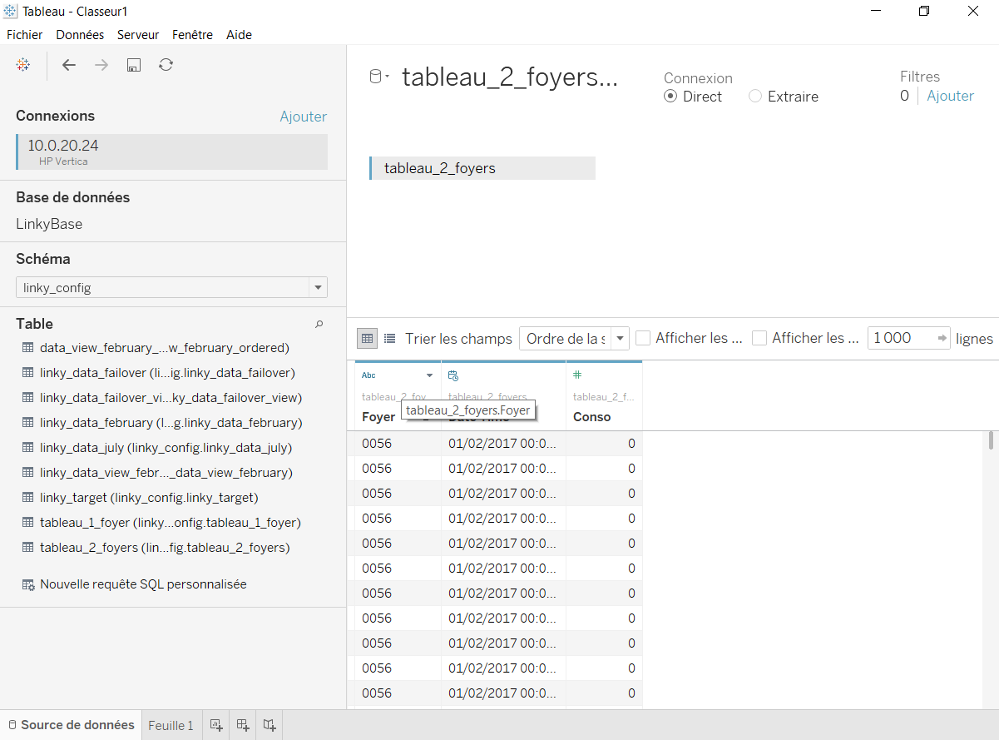 Tableau - Classeur1
Fichier Données Serveur Fenêtre Aide
Connexions Ajouter
10.0.20.24
HP Vertica
Base de données
LinkyBase
Schéma
linky_config
Table
data_view_february_...w_february_ordered)
linky_data_failover (li...ig.linky_data_failover)
linky_data_failover_vi...ky_data_failover_view)
linky_data_february (l...g.linky_data_february)
linky_data_july (linky_config.linky_data_july)
linky_data_view_febr..._data_view_february)
linky_target (linky_config.linky_target)
tableau_1_foyer (linky...onfig.tableau_1_foyer)
tableau_2_foyers (lin...fig.tableau_2_foyers)
Nouvelle requête SQL personnalisée
tableau_2_foyers...
Connexion
Direct Extraire
Filtres
0 Ajouter
tableau_2_foyers
Trier les champs Ordre de la s Afficher les ... Afficher les ... 1 000 lignes
Abc #
tableau_2_foy... tableau_2_foyers tableau_2_f...
tableau_2_foyers.Foyer
Foyer Conso
0056 01/02/2017 00:0... 0
0056 01/02/2017 00:0... 0
0056 01/02/2017 00:0... 0
0056 01/02/2017 00:0... 0
0056 01/02/2017 00:0... 0
0056 01/02/2017 00:0... 0
0056 01/02/2017 00:0... 0
0056 01/02/2017 00:0... 0
0056 01/02/2017 00:0... 0
0056 01/02/2017 00:0... 0
0056 01/02/2017 00:0... 0
Source de données Feuille 1